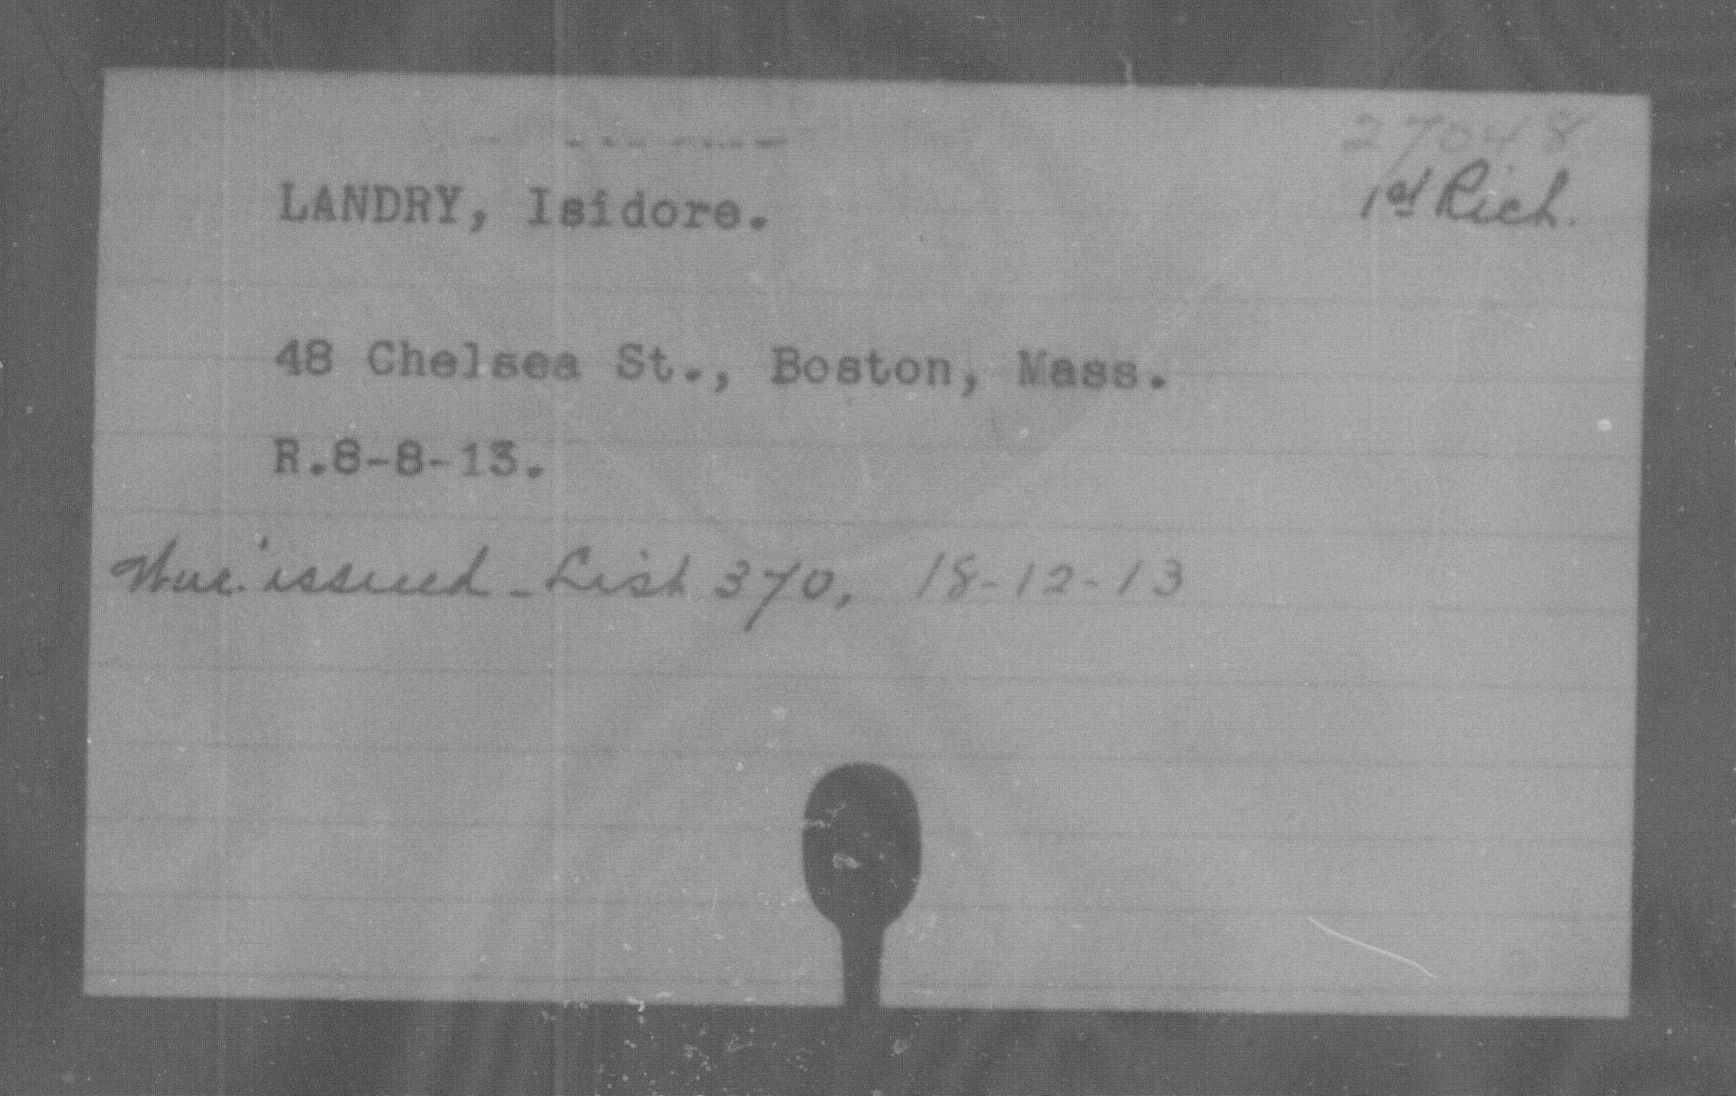 27048
1st Rich.
LANDRY, Isidore.
48 Chelsea St., Boston, Mass.
R.8-8-13.
War. issued - List 370, 18-12-13